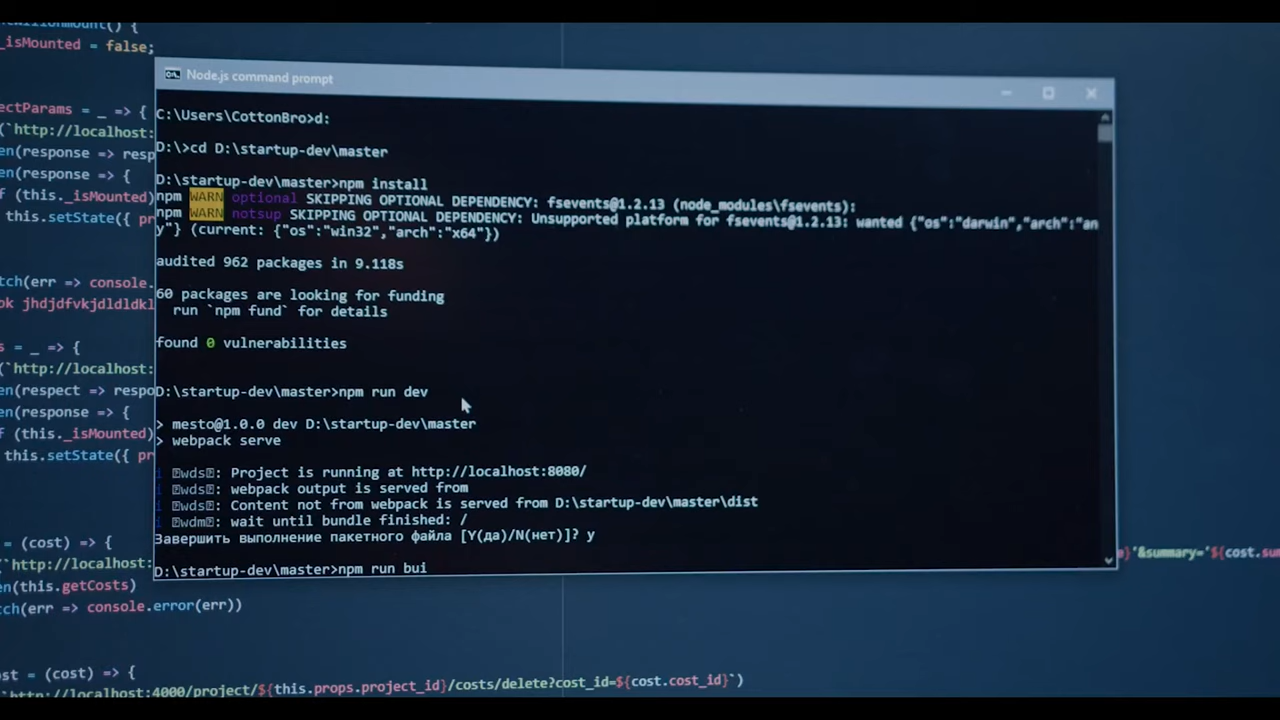 _isMounted = false;
Node.js command prompt
C:\Users\CottonBro>d:
D:\>cd D:\startup-dev\master
D:\startup-dev\master>npm install
npm WARN optional SKIPPING OPTIONAL DEPENDENCY: fsevents@1.2.13 (node_modules\fsevents):
npm WARN notsup SKIPPING OPTIONAL DEPENDENCY: Unsupported platform for fsevents@1.2.13: wanted {"os":"darwin","arch":"an
y"} (current: {"os":"win32","arch":"x64"})
audited 962 packages in 9.118s
60 packages are looking for funding
run `npm fund` for details
found 0 vulnerabilities
D:\startup-dev\master>npm run dev
> mesto@1.0.0 dev D:\startup-dev\master
> webpack serve
i ｢wds｣: Project is running at http://localhost:8080/
i ｢wds｣: webpack output is served from
i ｢wds｣: Content not from webpack is served from D:\startup-dev\master\dist
i ｢wdm｣: wait until bundle finished: /
Завершить выполнение пакетного файла [Y(да)/N(нет)]? y
D:\startup-dev\master>npm run bui
ectParams = _ => {
(`http://localhost:
en(response => resp
en(response => {
f (this._isMounted)
this.setState({ pr
tch(err => console.
ok jhdjdfvkjdldldkl
s = _ => {
(`http://localhost:
en(respect => respo
en(response => {
f (this._isMounted)
this.setState({ pr
= (cost) => {
(`http://localhost:
}'&summary='${cost.su
en(this.getCosts)
tch(err => console.error(err))
ost = (cost) => {
`http://localhost:4000/project/${this.props.project_id}/costs/delete?cost_id=${cost.cost_id}`)